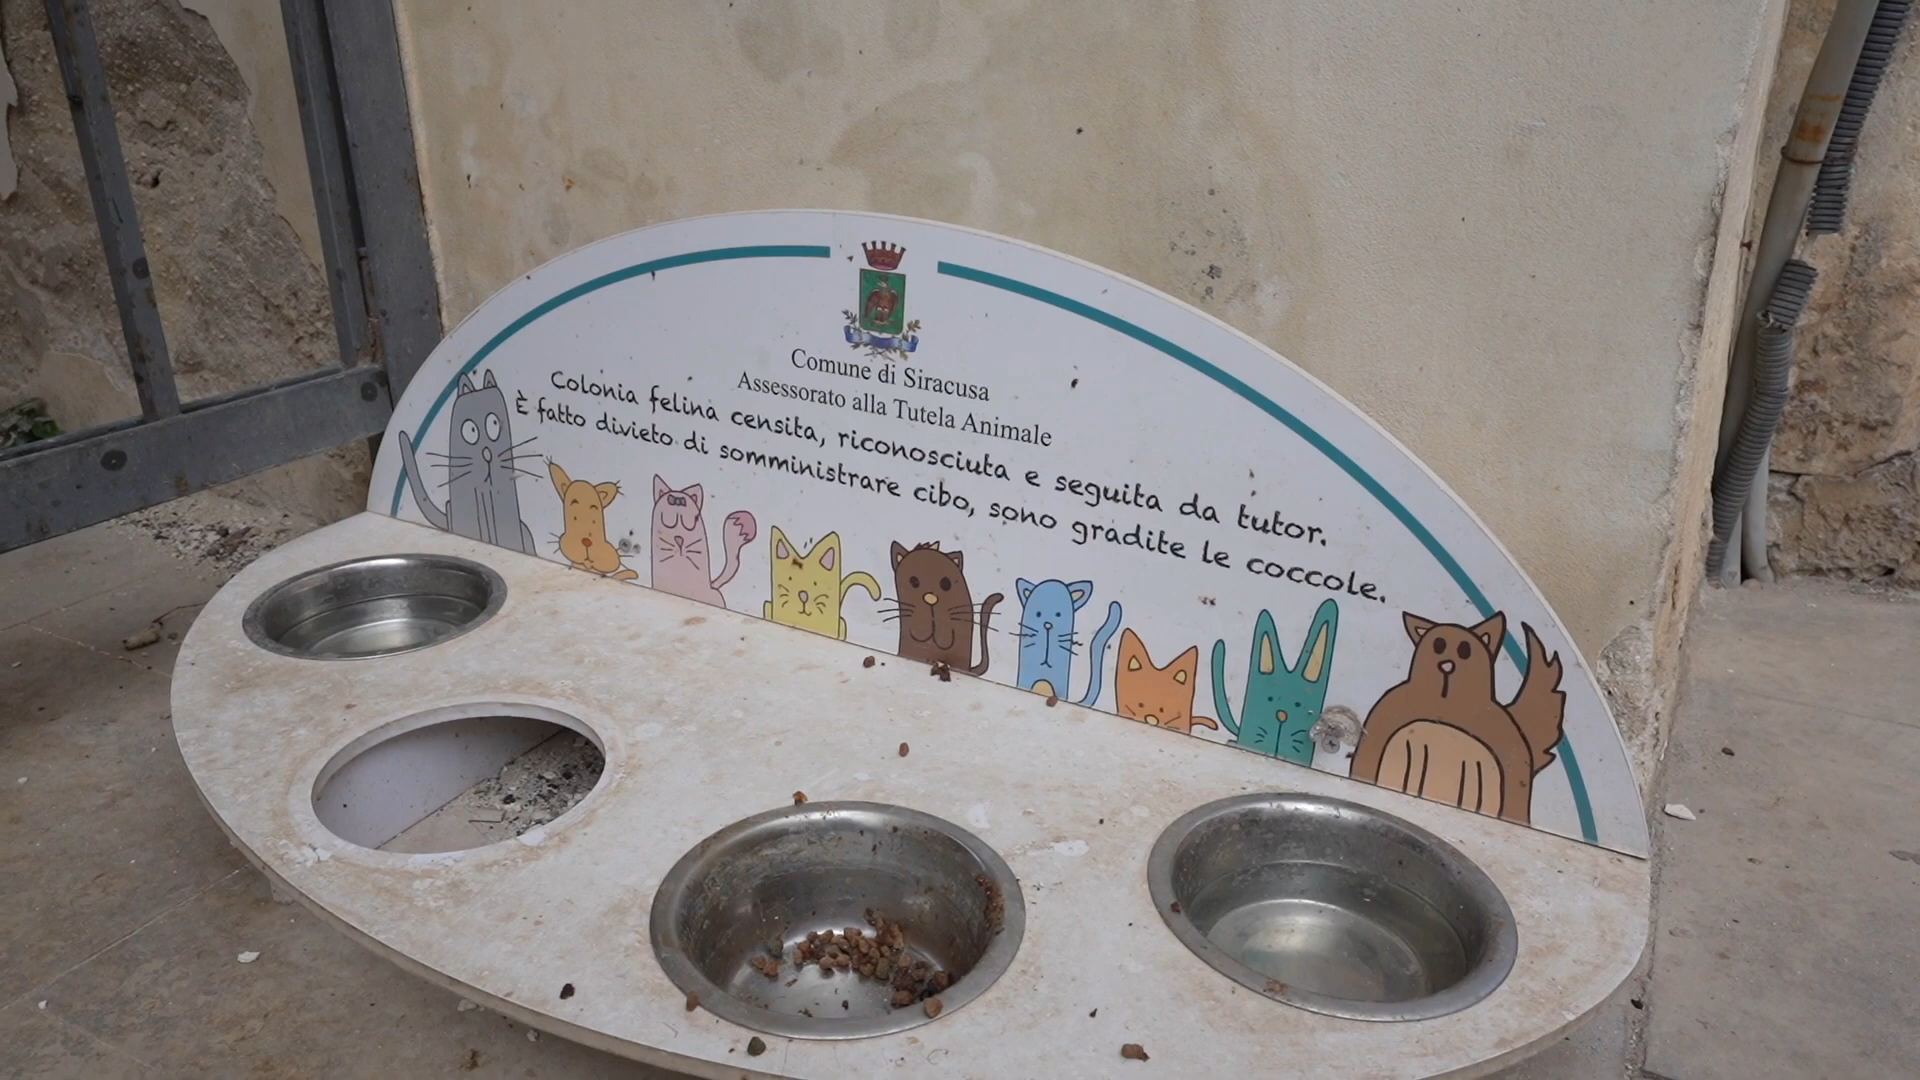 Comune di Siracusa
Assessorato alla Tutela Animale
Colonia felina censita, riconosciuta e seguita da tutor.
È fatto divieto di somministrare cibo, sono gradite le coccole.